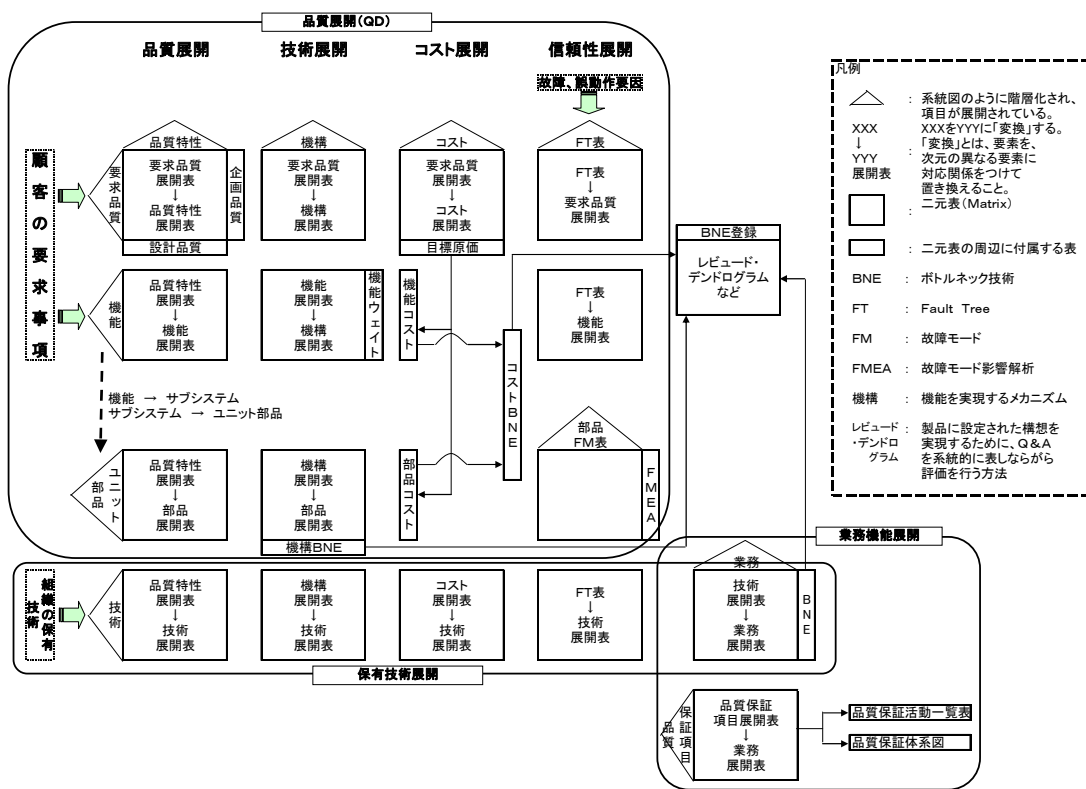 品質展開(QD)
品質展開
技術展開
コスト展開
信頼性展開
故障、誤動作要因
顧客の要求事項
要求品質
品質特性
要求品質
展開表
↓
品質特性
展開表
企画品質
設計品質
機構
要求品質
展開表
↓
機構
展開表
コスト
要求品質
展開表
↓
コスト
展開表
目標原価
FT表
FT表
↓
要求品質
展開表
機能
品質特性
展開表
↓
機能
展開表
機能
展開表
↓
機構
展開表
機能ウェイト
機能コスト
コストBNE
FT表
↓
機能
展開表
BNE登録
レビュード・
デンドログラム
など
機能 → サブシステム
サブシステム → ユニット部品
ユニット
部品
品質特性
展開表
↓
部品
展開表
機構
展開表
↓
部品
展開表
機構BNE
部品コスト
部品
FM表
FMEA
組織の保有
技術
技術
品質特性
展開表
↓
技術
展開表
機構
展開表
↓
技術
展開表
コスト
展開表
↓
技術
展開表
FT表
↓
技術
展開表
保有技術展開
業務機能展開
業務
技術
展開表
↓
業務
展開表
BNE
保証項目
品質
品質保証
項目展開表
↓
業務
展開表
品質保証活動一覧表
品質保証体系図
凡例
： 系統図のように階層化され、
項目が展開されている。
XXX
↓
YYY
展開表
：
XXXをYYYに「変換」する。
「変換」とは、要素を、
次元の異なる要素に
対応関係をつけて
置き換えること。
： 二元表(Matrix)
： 二元表の周辺に付属する表
BNE ： ボトルネック技術
FT ： Fault Tree
FM ： 故障モード
FMEA ： 故障モード影響解析
機構 ： 機能を実現するメカニズム
レビュード
・デンドロ
グラム
： 製品に設定された構想を
実現するために、Q&A
を系統的に表しならがら
評価を行う方法